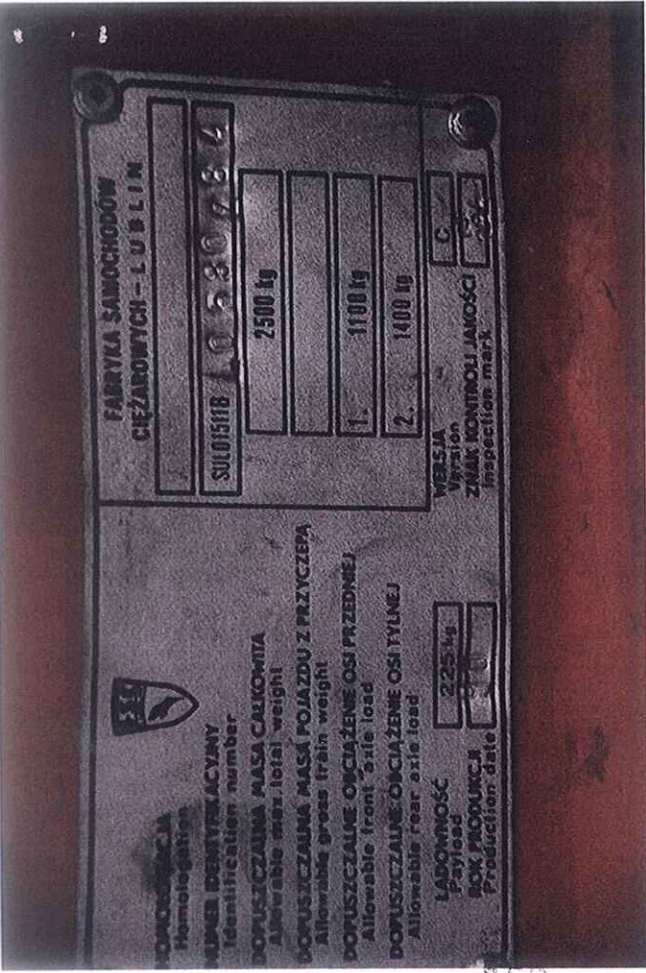 FABRYKA SAMOCHODÓW
CIĘŻAROWYCH - LUBLIN
HOMOLOGACJA
Homologation
NUMER IDENTYFIKACYJNY SUL01511B
Identification number
DOPUSZCZALNA MASA CAŁKOWITA 2500 kg
Allowable max.total weight
DOPUSZCZALNA MASA POJAZDU Z PRZYCZEPĄ
Allowable gross train weight
DOPUSZCZALNE OBCIĄŻENIE OSI PRZEDNIEJ 1. 1100 kg
Allowable front axle load
DOPUSZCZALNE OBCIĄŻENIE OSI TYLNEJ 2. 1400 kg
Allowable rear axle load
ŁADOWNOŚĆ 225 kg WERSJA C
Payload Version
ROK PRODUKCJI ZNAK KONTROLI JAKOŚCI
Production date Inspection mark